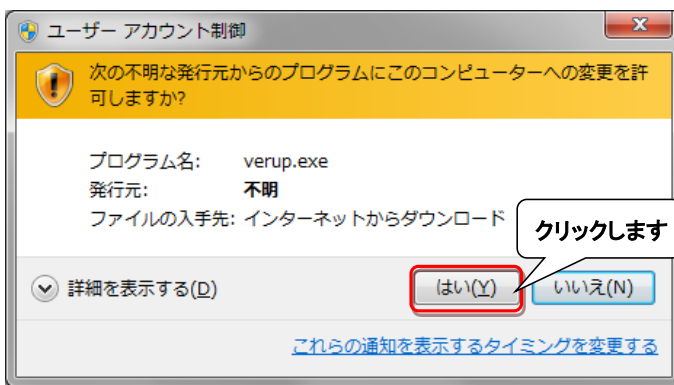 ユーザー アカウント制御
次の不明な発行元からのプログラムにこのコンピューターへの変更を許
可しますか?
プログラム名: verup.exe
発行元: 不明
ファイルの入手先: インターネットからダウンロード
クリックします
詳細を表示する(D) はい(Y) いいえ(N)
これらの通知を表示するタイミングを変更する